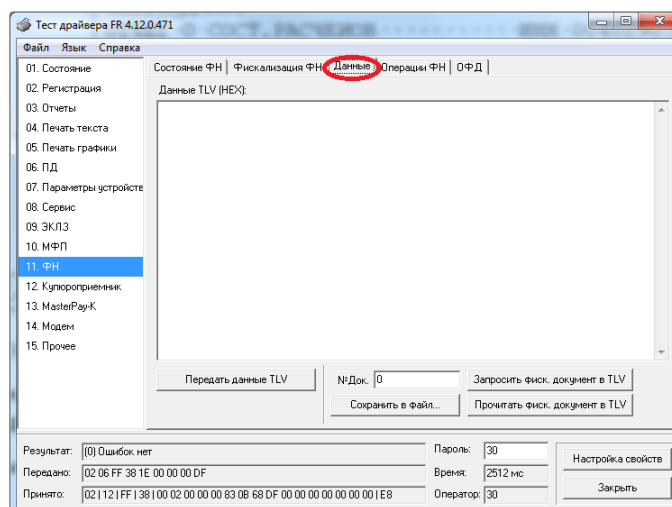 Тест драйвера FR 4.12.0.471
Файл Язык Справка
01. Состояние
02. Регистрация
03. Отчеты
04. Печать текста
05. Печать графики
06. ПД
07. Параметры устройств
08. Сервис
09. ЭКЛЗ
10. МФП
11. ФН
12. Купюроприемник
13. MasterPay-K
14. Модем
15. Прочее
Состояние ФН Фискализация ФН Данные Операции ФН ОФД
Данные TLV (HEX):
Передать данные TLV
№Док. 0
Запросить фиск. документ в TLV
Сохранить в файл...
Прочитать фиск. документ в TLV
Результат: (0) Ошибок нет
Передано: 02 06 FF 38 1E 00 00 00 DF
Принято: 02 | 12 | FF | 38 | 00 02 00 00 00 83 0B 68 DF 00 00 00 00 00 00 00 | E8
Пароль: 30
Время: 2512 мс
Оператор: 30
Настройка свойств
Закрыть